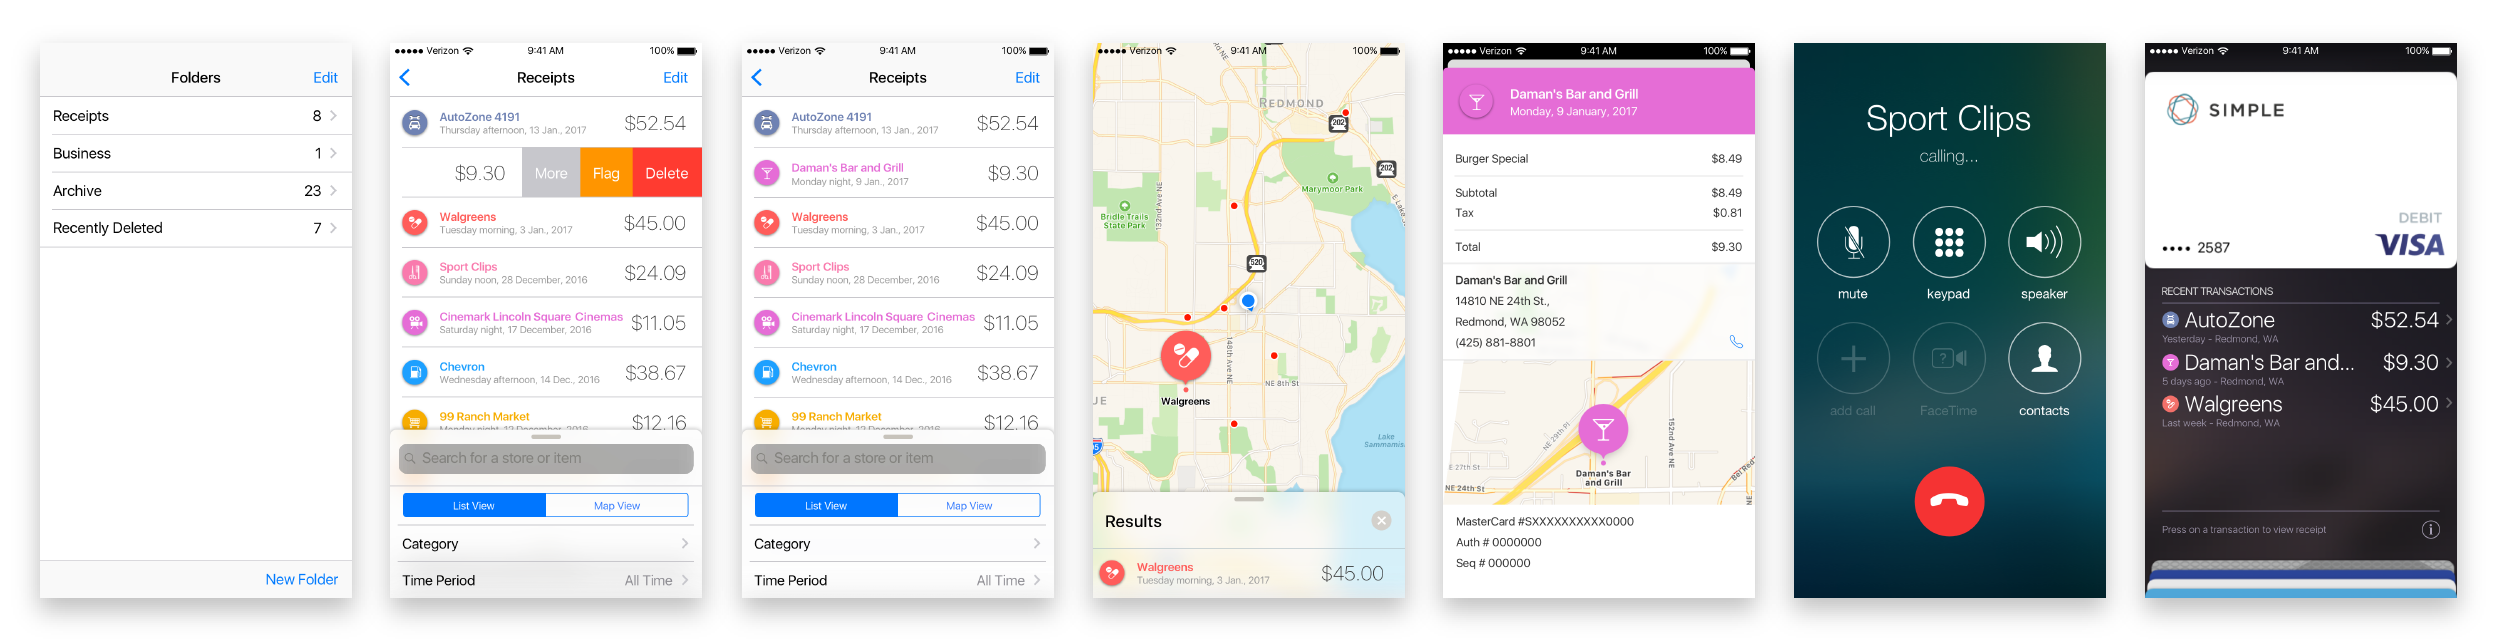 Folders
Edit
Receipts 8
Business 1
Archive 23
Recently Deleted 7
New Folder
Verizon 9:41 AM 100%
Receipts Edit
AutoZone 4191
Thursday afternoon, 13 Jan., 2017
$52.54
$9.30 More Flag Delete
Walgreens
Tuesday morning, 3 Jan., 2017
$45.00
Sport Clips
Sunday noon, 28 December, 2016
$24.09
Cinemark Lincoln Square Cinemas
Saturday night, 17 December, 2016
$11.05
Chevron
Wednesday afternoon, 14 Dec., 2016
$38.67
99 Ranch Market
Monday night, 12 December, 2016
$12.16
Search for a store or item
List View Map View
Category
Time Period All Time
Verizon 9:41 AM 100%
Receipts Edit
AutoZone 4191
Thursday afternoon, 13 Jan., 2017
$52.54
Daman's Bar and Grill
Monday night, 9 Jan., 2017
$9.30
Walgreens
Tuesday morning, 3 Jan., 2017
$45.00
Sport Clips
Sunday noon, 28 December, 2016
$24.09
Cinemark Lincoln Square Cinemas
Saturday night, 17 December, 2016
$11.05
Chevron
Wednesday afternoon, 14 Dec., 2016
$38.67
99 Ranch Market
Monday night, 12 December, 2016
$12.16
Search for a store or item
List View Map View
Category
Time Period All Time
Verizon 9:41 AM 100%
REDMOND
202
202
Marymoor Park
Bridle Trails
State Park
132nd Ave NE
520
148th Ave NE
NE 8th St
Walgreens
Lake
Sammamis
Results
Walgreens
Tuesday morning, 3 Jan., 2017
$45.00
Verizon 9:41 AM 100%
Daman's Bar and Grill
Monday, 9 January, 2017
Burger Special $8.49
Subtotal $8.49
Tax $0.81
Total $9.30
Daman's Bar and Grill
14810 NE 24th St.,
Redmond, WA 98052
(425) 881-8801
NE 29th Pl
152nd Ave NE
E 27th St
Daman's Bar
and Grill
NE 24th St
Bel Red
NE
MasterCard #SXXXXXXXXXX0000
Auth # 0000000
Seq # 000000
Sport Clips
calling...
mute keypad speaker
add call FaceTime contacts
Verizon 9:41 AM 100%
SIMPLE
DEBIT
VISA
•••• 2587
RECENT TRANSACTIONS
AutoZone $52.54
Yesterday - Redmond, WA
Daman's Bar and... $9.30
5 days ago - Redmond, WA
Walgreens $45.00
Last week - Redmond, WA
Press on a transaction to view receipt